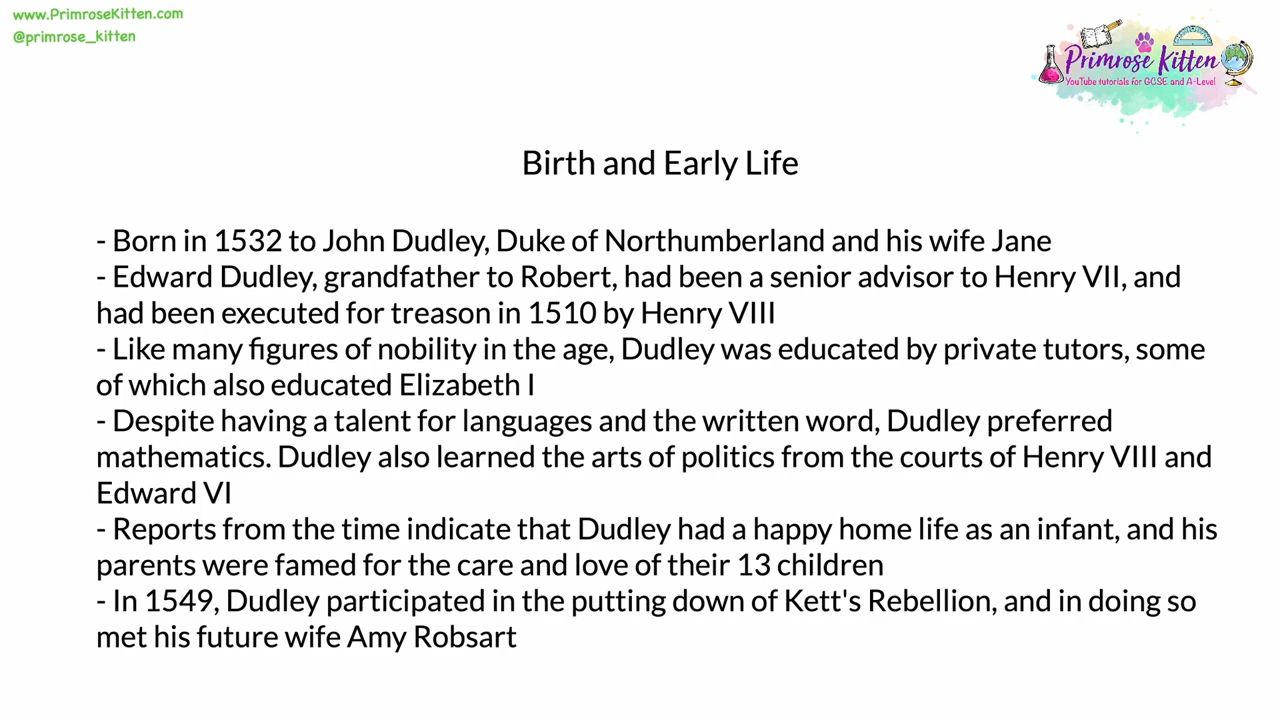 www.PrimroseKitten.com
@primrose_kitten
Primrose Kitten
YouTube tutorials for GCSE and A-Level
Birth and Early Life
- Born in 1532 to John Dudley, Duke of Northumberland and his wife Jane
- Edward Dudley, grandfather to Robert, had been a senior advisor to Henry VII, and
had been executed for treason in 1510 by Henry VIII
- Like many figures of nobility in the age, Dudley was educated by private tutors, some
of which also educated Elizabeth I
- Despite having a talent for languages and the written word, Dudley preferred
mathematics. Dudley also learned the arts of politics from the courts of Henry VIII and
Edward VI
- Reports from the time indicate that Dudley had a happy home life as an infant, and his
parents were famed for the care and love of their 13 children
- In 1549, Dudley participated in the putting down of Kett's Rebellion, and in doing so
met his future wife Amy Robsart